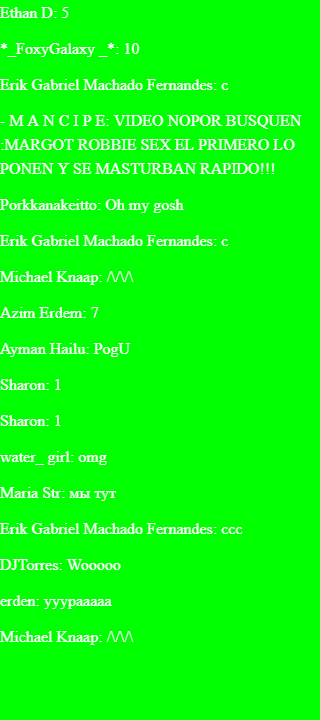 Ethan D: 5
*_FoxyGalaxy _*: 10
Erik Gabriel Machado Fernandes: c
- M A N C I P E: VIDEO NOPOR BUSQUEN
:MARGOT ROBBIE SEX EL PRIMERO LO
PONEN Y SE MASTURBAN RAPIDO!!!
Porkkanakeitto: Oh my gosh
Erik Gabriel Machado Fernandes: c
Michael Knaap: /\/\/\
Azim Erdem: 7
Ayman Hailu: PogU
Sharon: 1
Sharon: 1
water_ girl: omg
Maria Str: мы тут
Erik Gabriel Machado Fernandes: ccc
DJTorres: Wooooo
erden: yyypaaaaa
Michael Knaap: /\/\/\